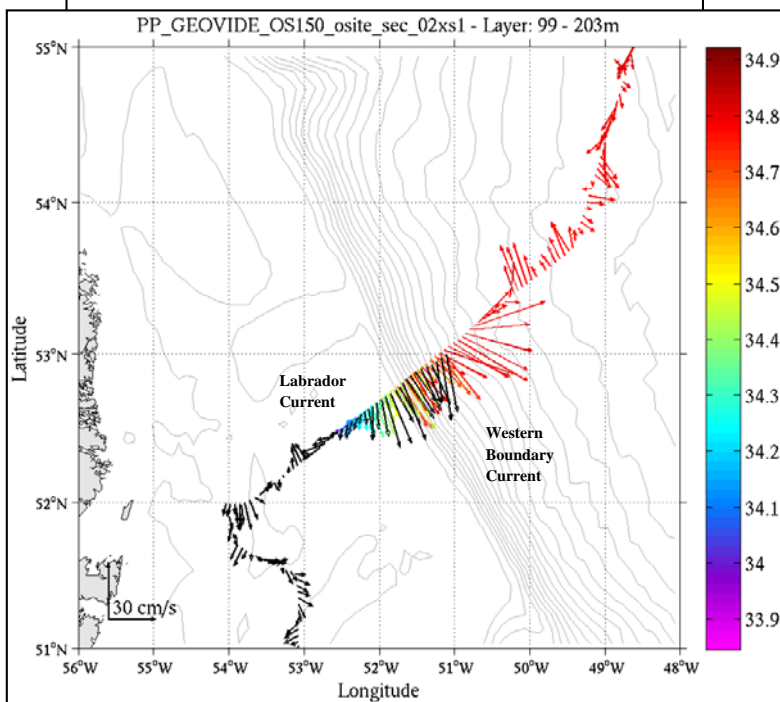 PP_GEOVIDE_OS150_osite_sec_02xs1 - Layer: 99 - 203m
55°N
54°N
53°N
52°N
51°N
Latitude
Labrador
Current
Western
Boundary
Current
30 cm/s
56°W
55°W
54°W
53°W
52°W
51°W
50°W
49°W
48°W
Longitude
34.9
34.8
34.7
34.6
34.5
34.4
34.3
34.2
34.1
34
33.9